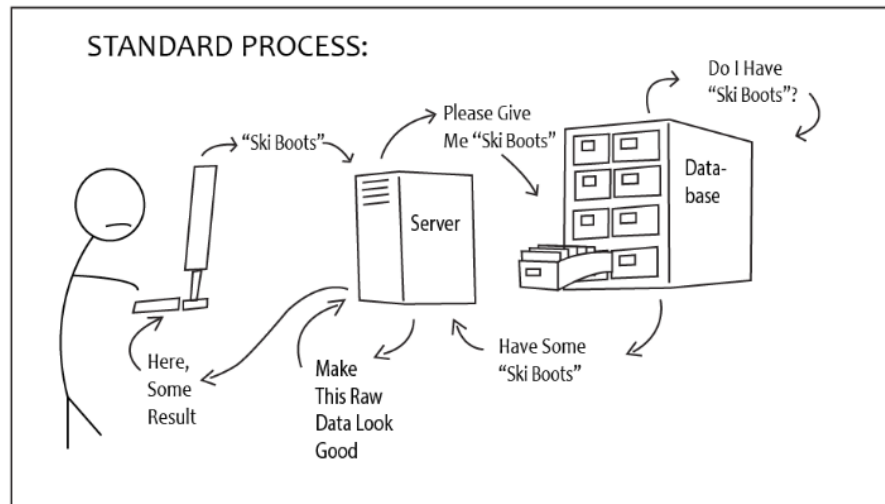 STANDARD PROCESS:
"Ski Boots"
Please Give
Me "Ski Boots"
Do I Have
"Ski Boots"?
Server
Data-
base
Have Some
"Ski Boots"
Make
This Raw
Data Look
Good
Here,
Some
Result